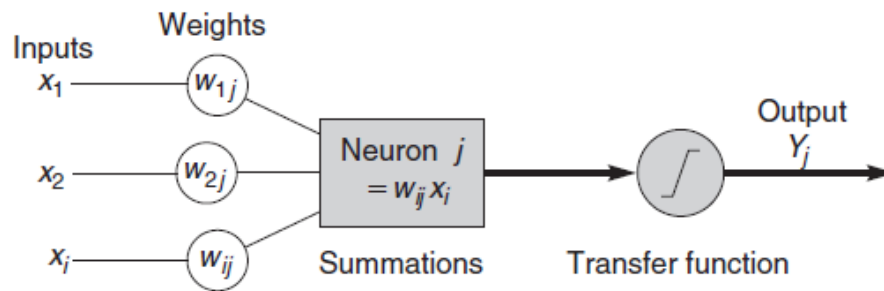 Weights
Inputs
x1
w1j
x2
w2j
xi
wij
Neuron j
= wij xi
Summations
Transfer function
Output
Yj